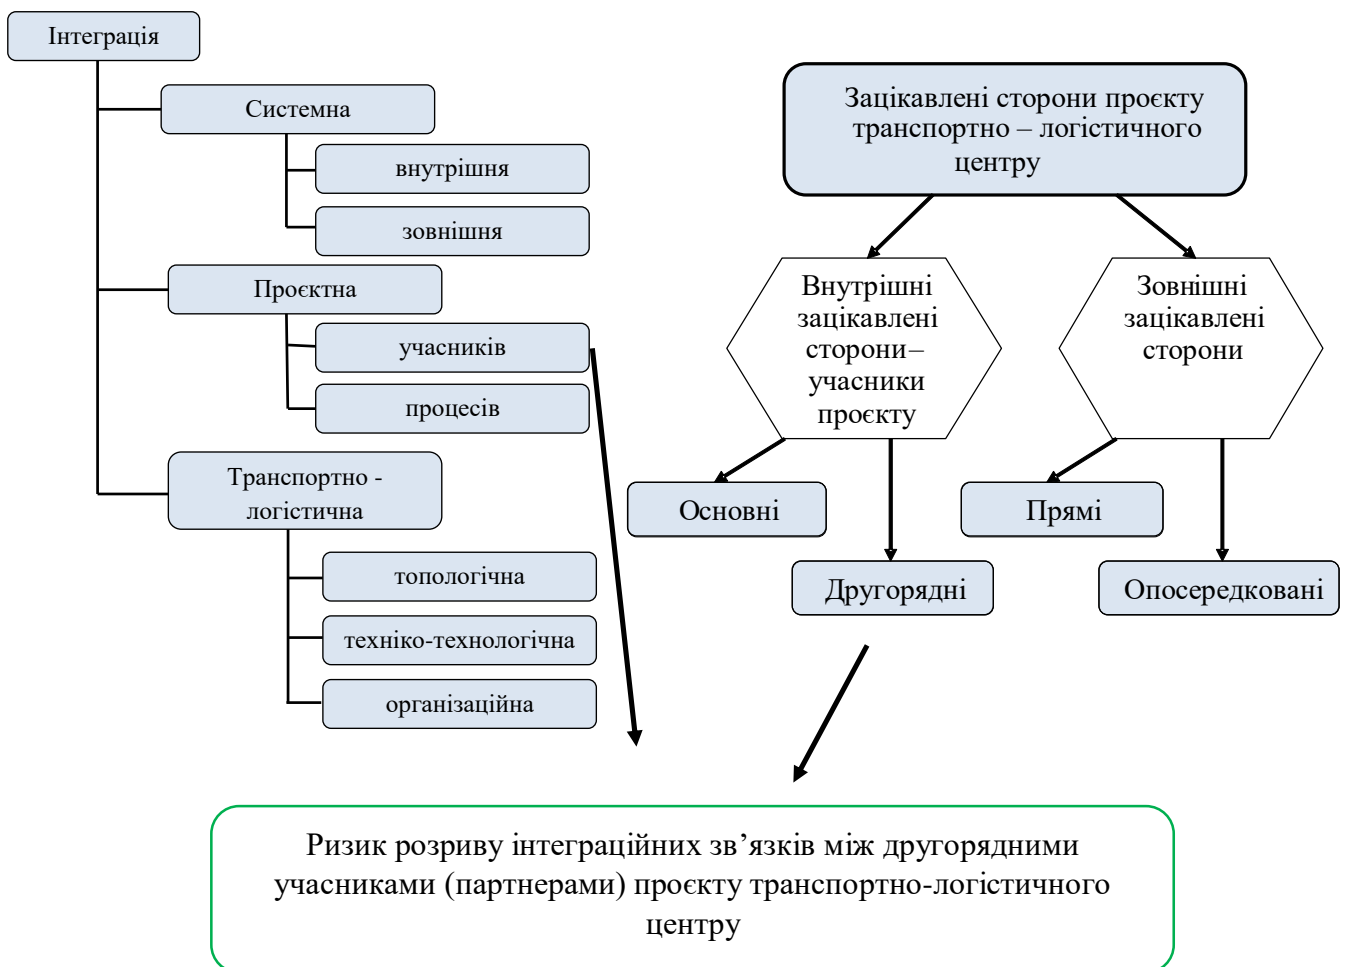 Інтеграція
Системна
внутрішня
зовнішня
Проєктна
учасників
процесів
Транспортно -
логістична
топологічна
техніко-технологічна
організаційна
Зацікавлені сторони проєкту
транспортно – логістичного
центру
Внутрішні
зацікавлені
сторони–
учасники
проєкту
Зовнішні
зацікавлені
сторони
Основні
Другорядні
Прямі
Опосередковані
Ризик розриву інтеграційних зв’язків між другорядними
учасниками (партнерами) проєкту транспортно-логістичного
центру